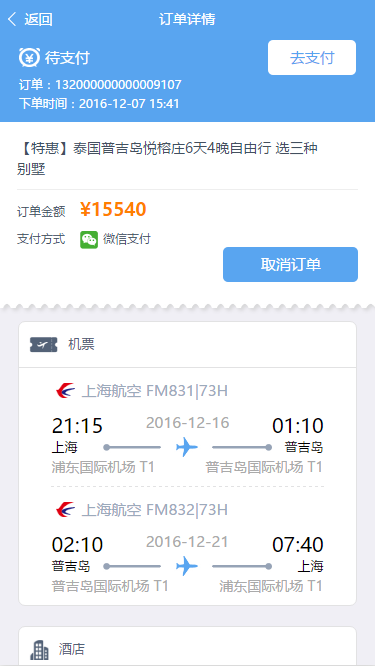 返回
订单详情
待支付
去支付
订单：132000000000009107
下单时间：2016-12-07 15:41
【特惠】泰国普吉岛悦榕庄6天4晚自由行 选三种
别墅
订单金额 ¥15540
支付方式 微信支付
取消订单
机票
上海航空 FM831|73H
21:15 2016-12-16 01:10
上海 普吉岛
浦东国际机场 T1 普吉岛国际机场 T1
上海航空 FM832|73H
02:10 2016-12-21 07:40
普吉岛 上海
普吉岛国际机场 T1 浦东国际机场 T1
酒店